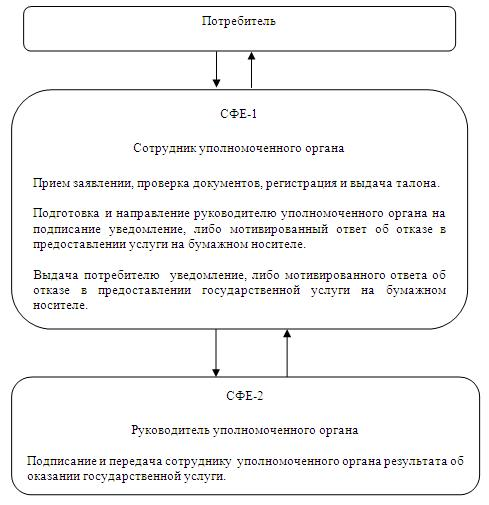 Потребитель
СФЕ-1
Сотрудник уполномоченного органа
Прием заявлении, проверка документов, регистрация и выдача талона.
Подготовка и направление руководителю уполномоченного органа на
подписание уведомление, либо мотивированный ответ об отказе в
предоставлении услуги на бумажном носителе.
Выдача потребителю уведомление, либо мотивированного ответа об
отказе в предоставлении государственной услуги на бумажном
носителе.
СФЕ-2
Руководитель уполномоченного органа
Подписание и передача сотруднику уполномоченного органа результата об
оказании государственной услуги.